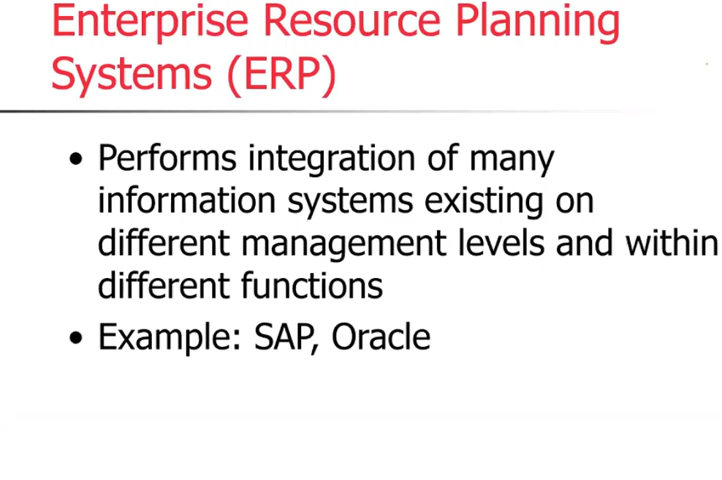 Enterprise Resource Planning
Systems (ERP)
• Performs integration of many
information systems existing on
different management levels and within
different functions
• Example: SAP, Oracle